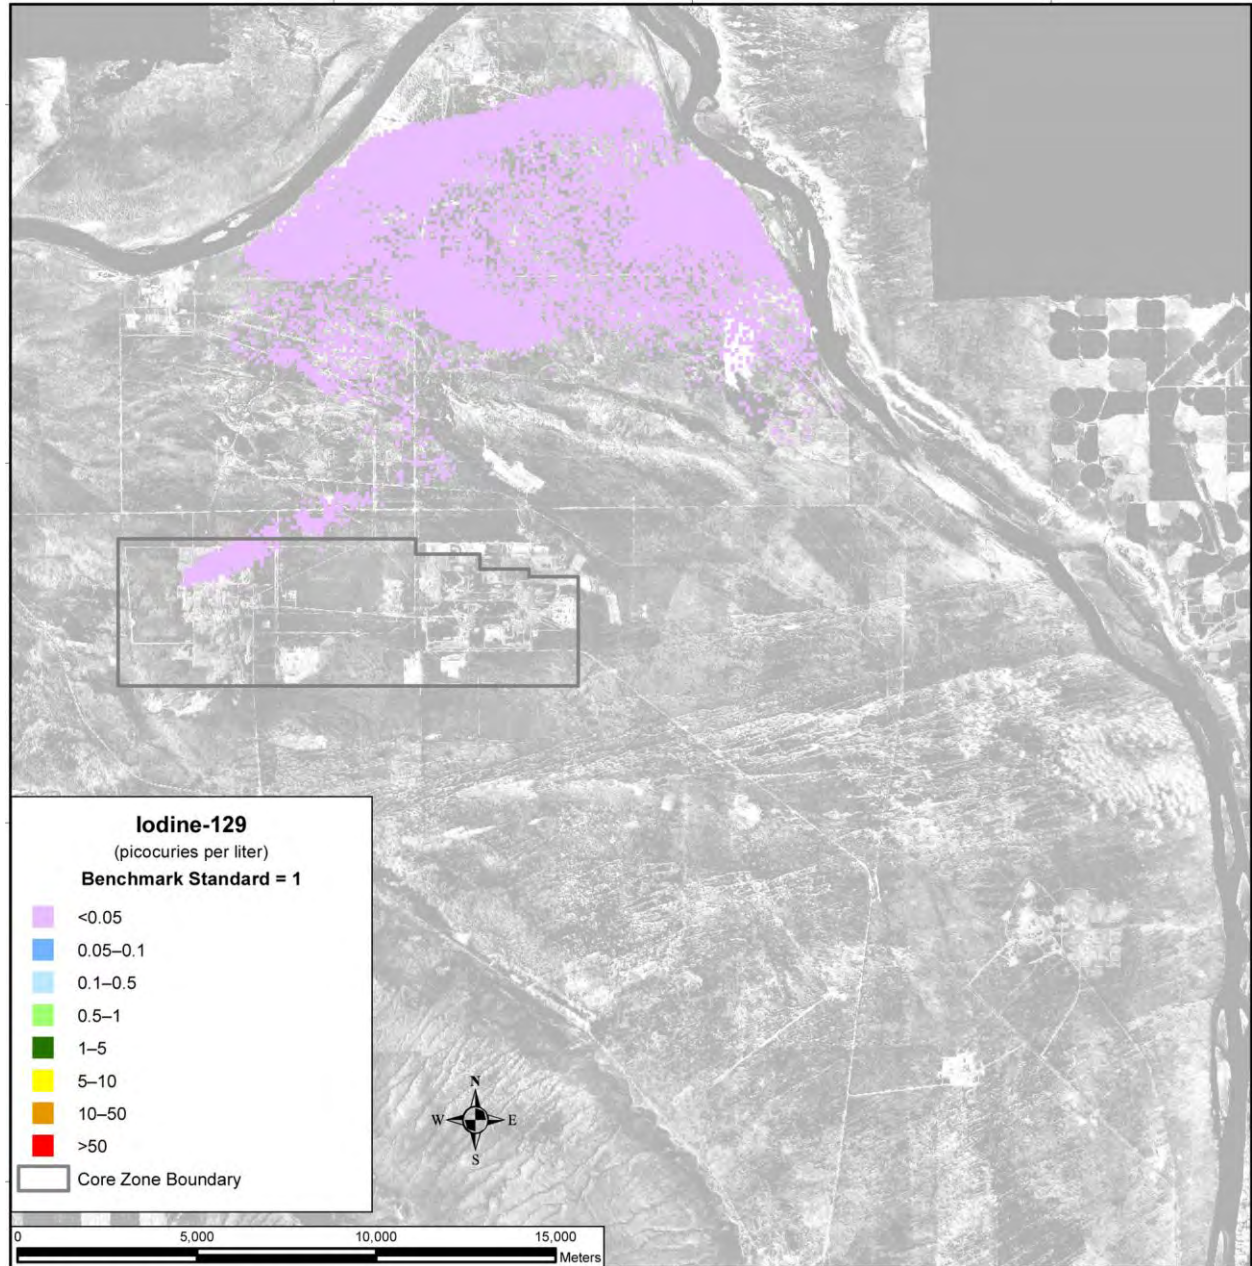 Iodine-129
(picocuries per liter)
Benchmark Standard = 1
<0.05
0.05–0.1
0.1–0.5
0.5–1
1–5
5–10
10–50
>50
Core Zone Boundary
N
W E
S
0 5,000 10,000 15,000
Meters